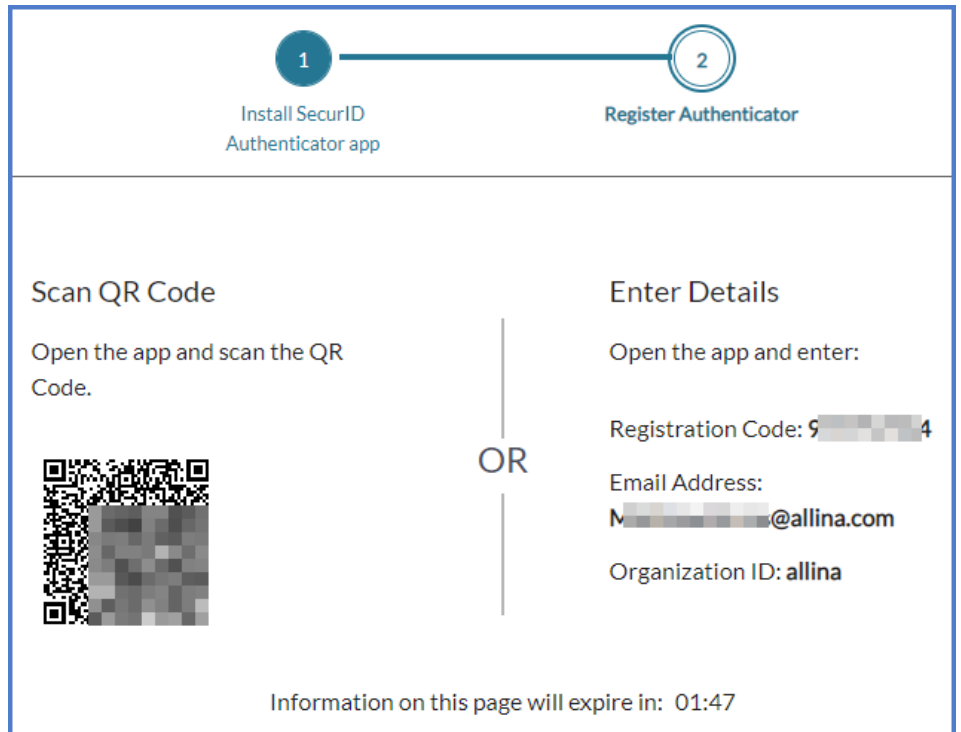 1
2
Install SecurID
Authenticator app
Register Authenticator
Scan QR Code
Open the app and scan the QR
Code.
OR
Enter Details
Open the app and enter:
Registration Code: 9 4
Email Address:
M @allina.com
Organization ID: allina
Information on this page will expire in: 01:47